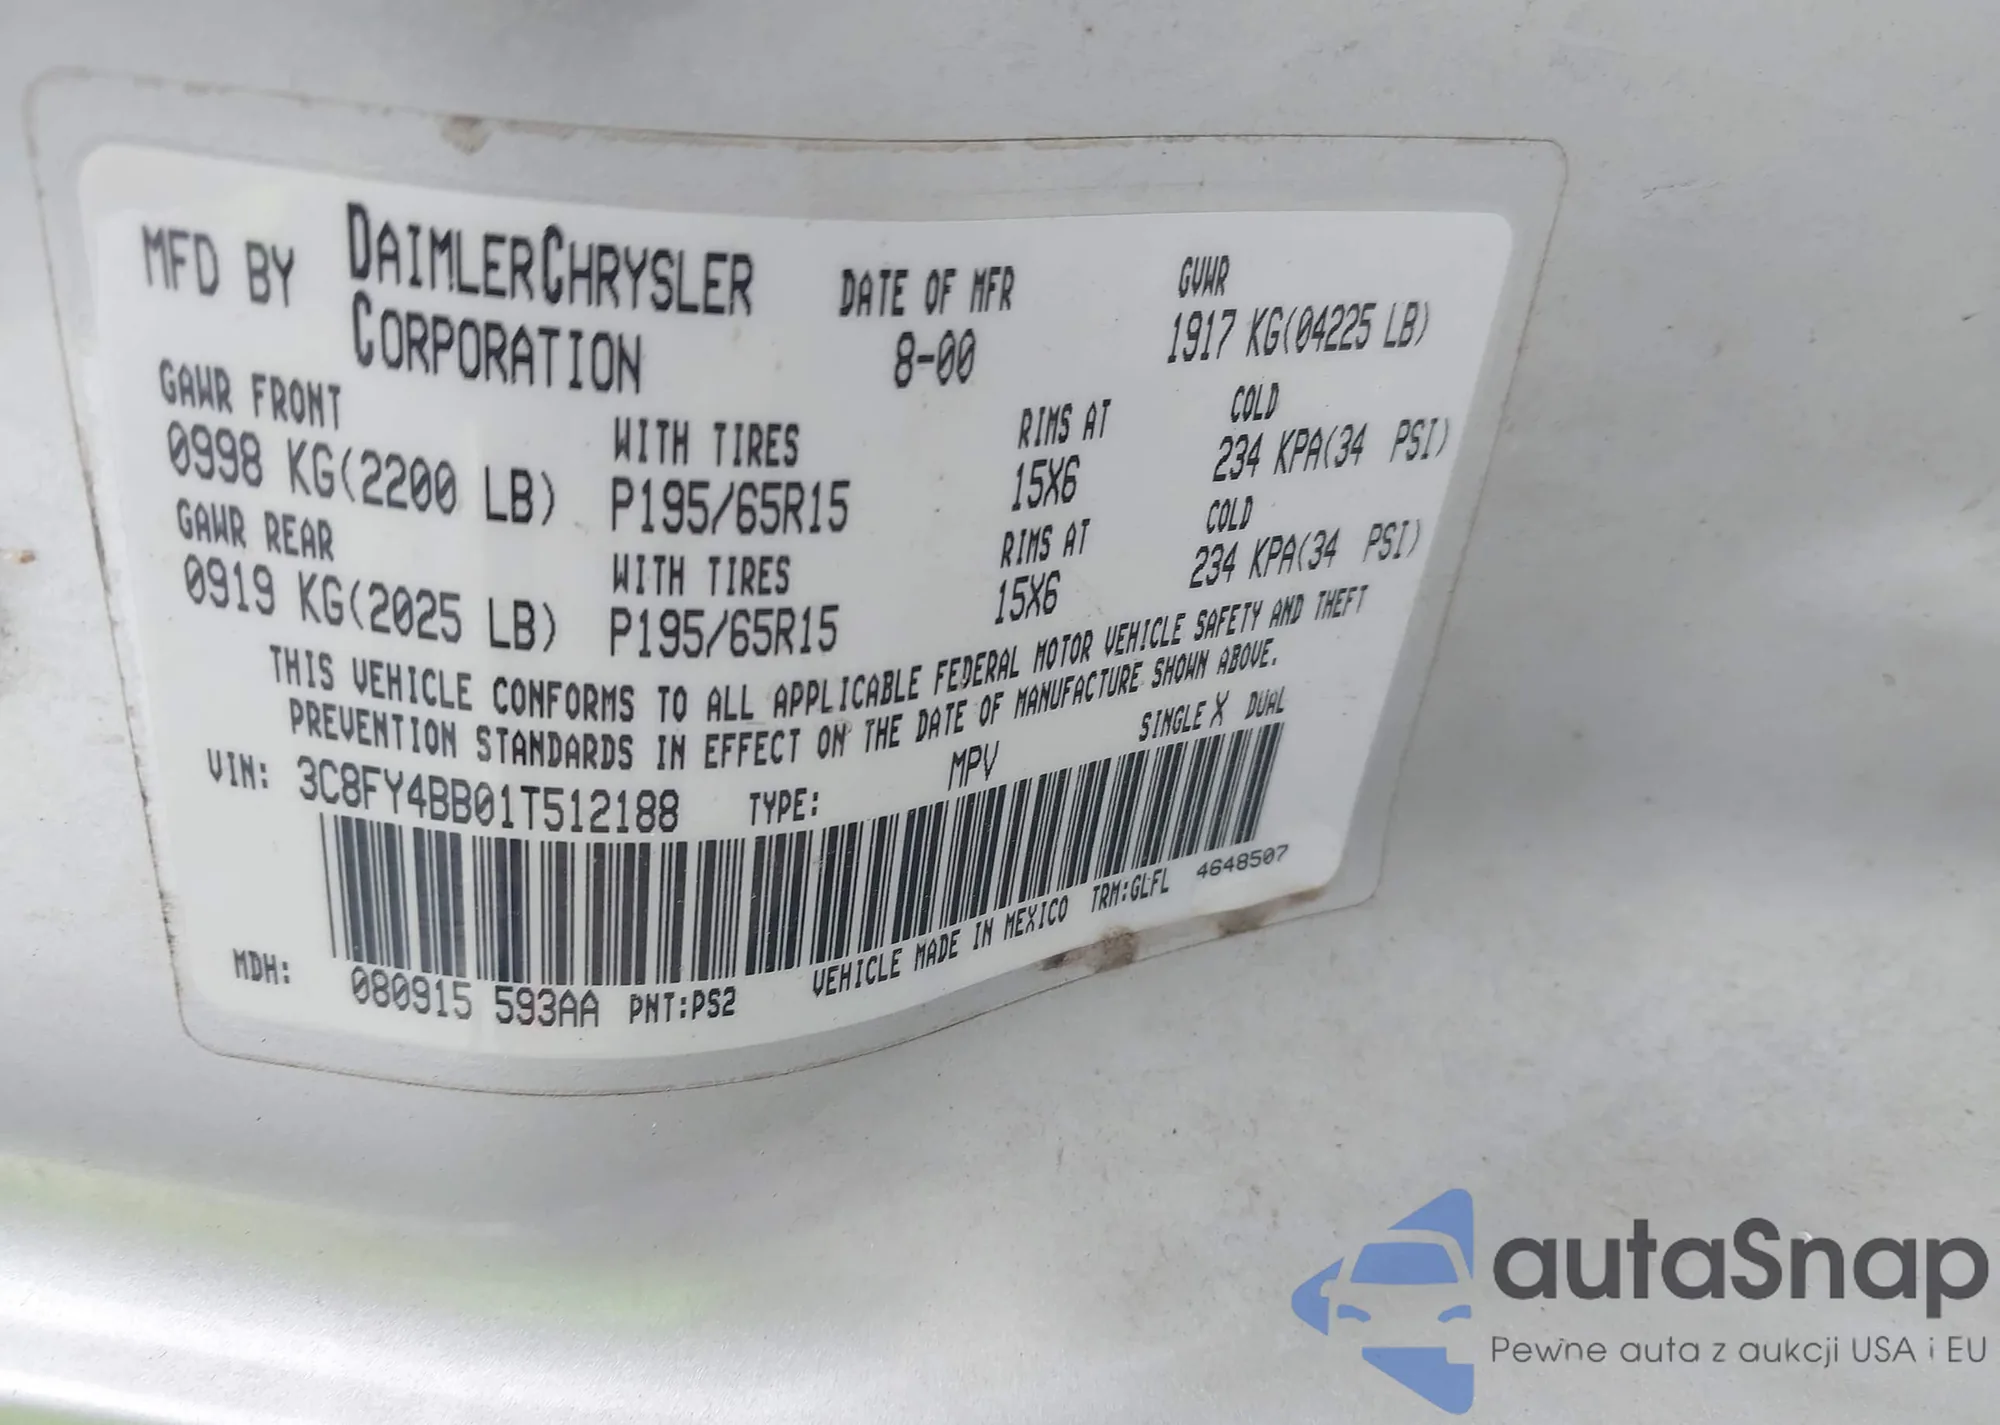 MFD BY DAIMLERCHRYSLER CORPORATION DATE OF MFR 8-00 GVWR 1917 KG(04225 LB)
GAWR FRONT WITH TIRES RIMS AT COLD
0998 KG(2200 LB) P195/65R15 15X6 234 KPA(34 PSI)
GAWR REAR WITH TIRES RIMS AT COLD
0919 KG(2025 LB) P195/65R15 15X6 234 KPA(34 PSI)
THIS VEHICLE CONFORMS TO ALL APPLICABLE FEDERAL MOTOR VEHICLE SAFETY AND THEFT
PREVENTION STANDARDS IN EFFECT ON THE DATE OF MANUFACTURE SHOWN ABOVE.
VIN: 3C8FY4BB01T512188 TYPE: MPV SINGLE X DUAL
MDH: 080915 593AA PNT:PS2 VEHICLE MADE IN MEXICO TRM:GLFL 4648507
autaSnap
Pewne auta z aukcji USA i EU